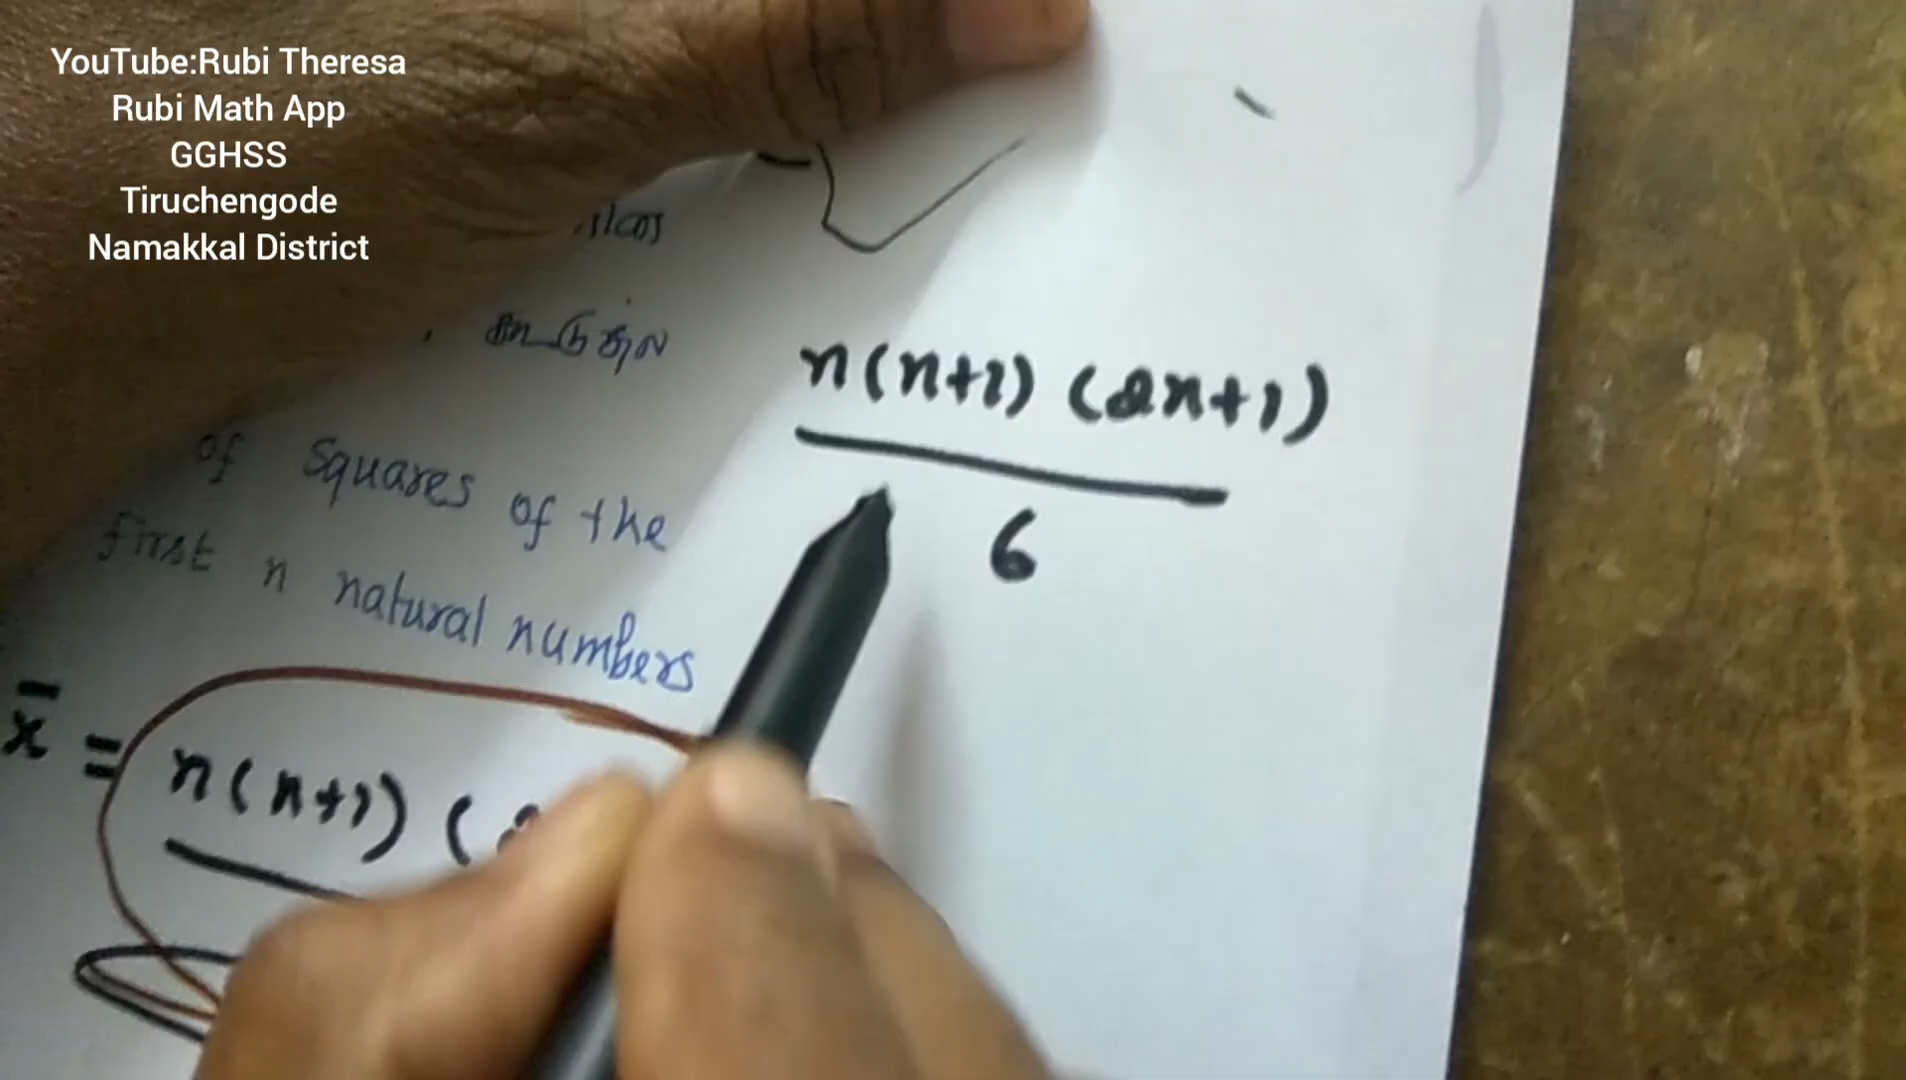 YouTube:Rubi Theresa
Rubi Math App
GGHSS
Tiruchengode
Namakkal District
கூடுதல்
n(n+1) (2n+1)
6
of squares of the
first n natural numbers
x̄ = n(n+1) (